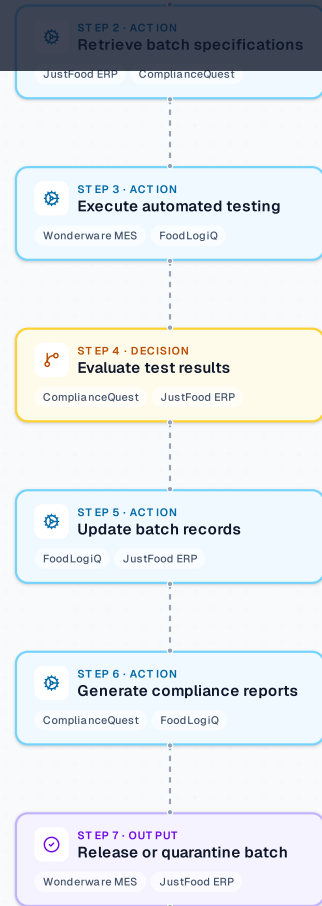 STEP 2 · ACTION
Retrieve batch specifications
JustFood ERP ComplianceQuest
STEP 3 · ACTION
Execute automated testing
Wonderware MES FoodLogiQ
STEP 4 · DECISION
Evaluate test results
ComplianceQuest JustFood ERP
STEP 5 · ACTION
Update batch records
FoodLogiQ JustFood ERP
STEP 6 · ACTION
Generate compliance reports
ComplianceQuest FoodLogiQ
STEP 7 · OUTPUT
Release or quarantine batch
Wonderware MES JustFood ERP